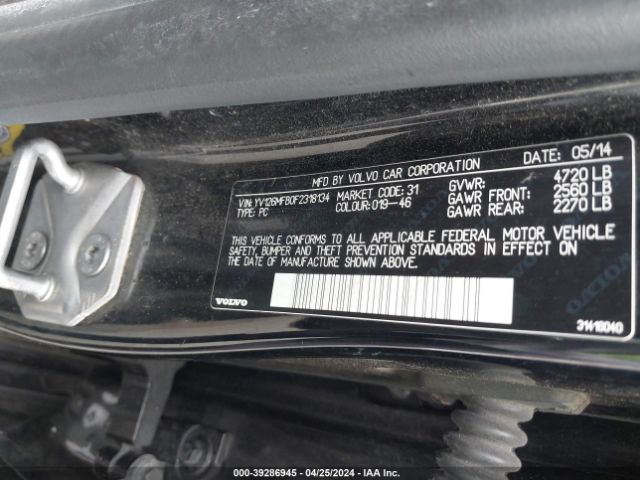 MFD BY VOLVO CAR CORPORATION DATE: 05/14
VIN: YV126MFB0F2318134 MARKET CODE: 31 GVWR: 4720 LB
TYPE: PC COLOUR: 019-46 GAWR FRONT: 2560 LB
GAWR REAR: 2270 LB
THIS VEHICLE CONFORMS TO ALL APPLICABLE FEDERAL MOTOR VEHICLE
SAFETY, BUMPER AND THEFT PREVENTION STANDARDS IN EFFECT ON
THE DATE OF MANUFACTURE SHOWN ABOVE.
VOLVO 31416040
000-39286945 - 04/25/2024 - IAA Inc.